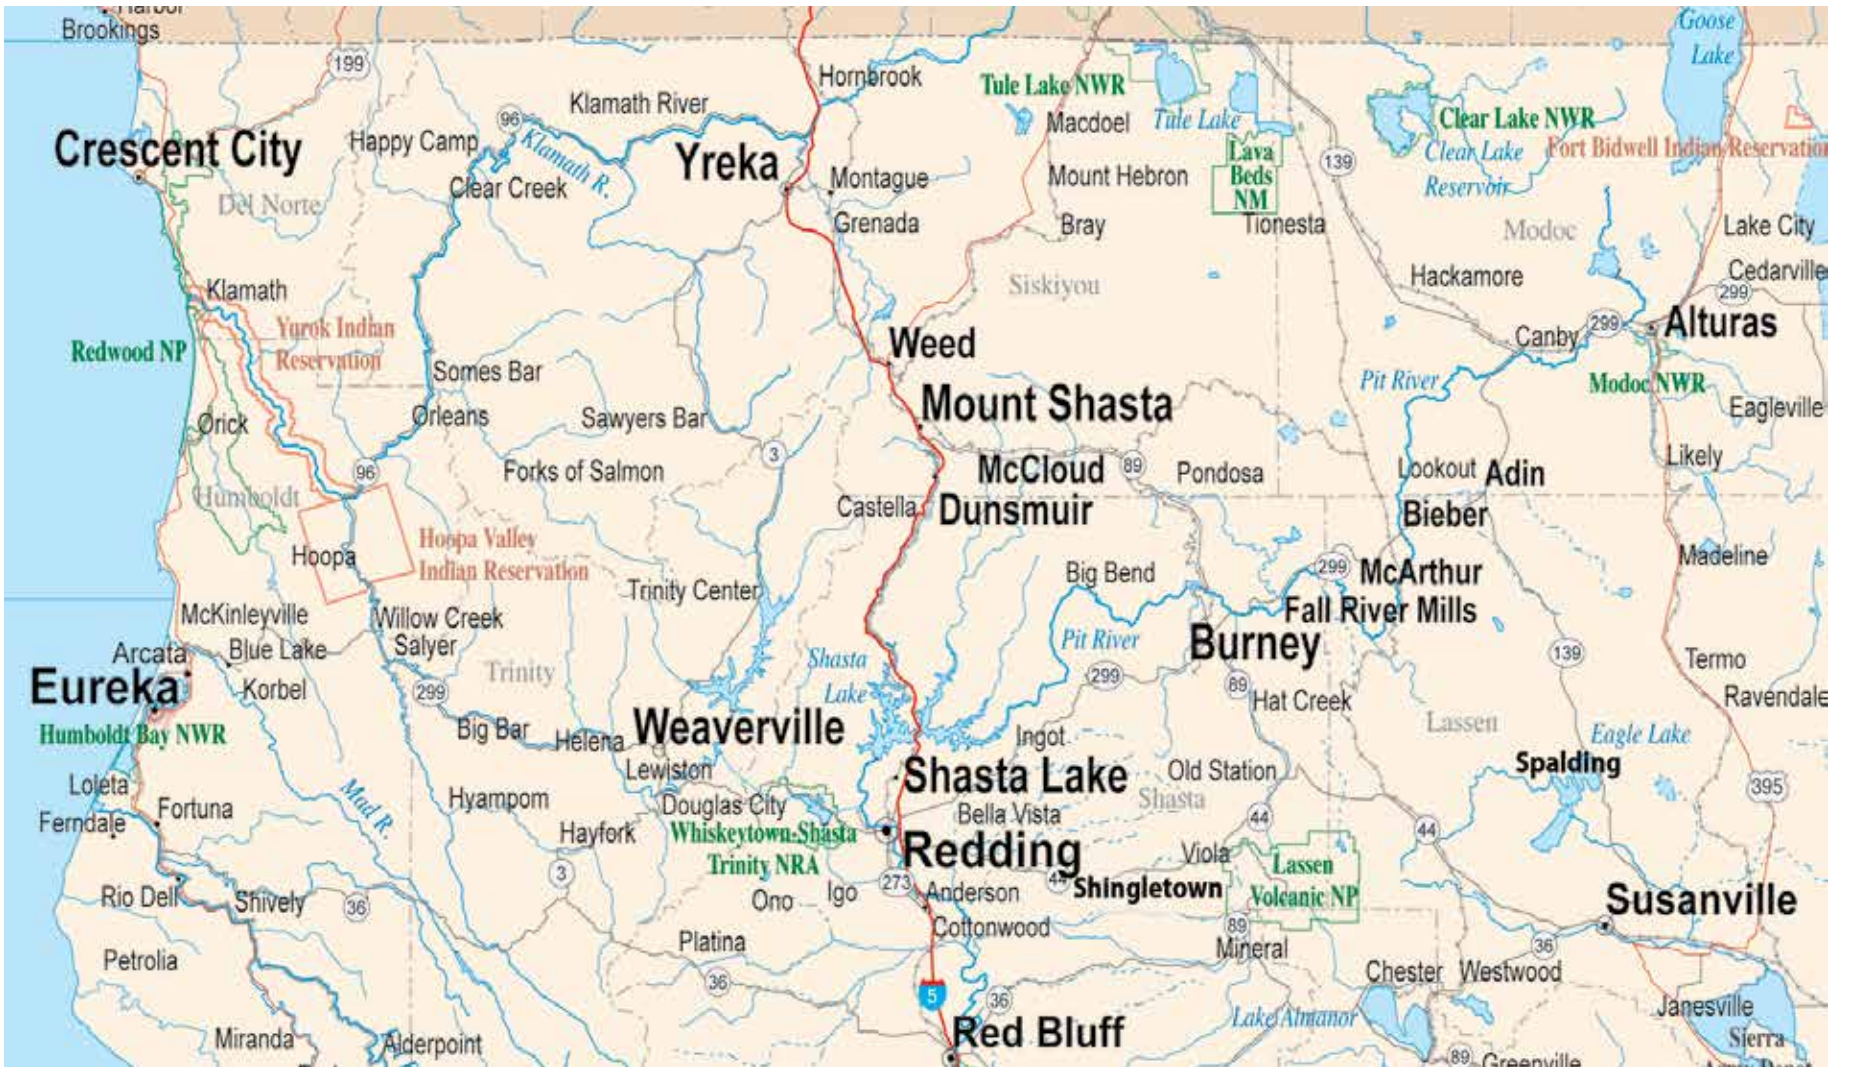 Harbor
Brookings
Goose
Lake
199
Hornbrook
Tule Lake NWR
Klamath River
96
Macdoel
Tule Lake
Clear Lake NWR
Crescent City
Happy Camp
Klamath R.
Yreka
Lava
Beds
NM
139
Clear Lake
Reservoir
Fort Bidwell Indian Reservation
Clear Creek
Montague
Mount Hebron
Del Norte
Grenada
Bray
Tionesta
Modoc
Lake City
Klamath
Siskiyou
Hackamore
Cedarville
299
Yurok Indian
Reservation
Redwood NP
Weed
Canby
299
Alturas
Somes Bar
Pit River
Modoc NWR
Orick
Orleans
Sawyers Bar
Mount Shasta
Eagleville
3
96
Forks of Salmon
McCloud
89
Pondosa
Lookout
Adin
Likely
Humboldt
Castella
Dunsmuir
Bieber
Hoopa
Hoopa Valley
Indian Reservation
Madeline
Trinity Center
Big Bend
299
McArthur
McKinleyville
Willow Creek
Fall River Mills
Arcata
Blue Lake
Salyer
Shasta
Lake
Pit River
Burney
139
Termo
Eureka
Korbel
299
Trinity
299
89
Hat Creek
Ravendale
Humboldt Bay NWR
Big Bar
Helena
Weaverville
Ingot
Lassen
Eagle Lake
Loleta
Lewiston
Shasta Lake
Old Station
Spalding
395
Ferndale
Fortuna
Mad R.
Hyampom
Douglas City
Bella Vista
Shasta
44
44
Hayfork
Whiskeytown-Shasta
Trinity NRA
Redding
Viola
Lassen
Volcanic NP
Rio Dell
Shively
36
3
Ono
Igo
273
Anderson
44
Shingletown
Susanville
Petrolia
Platina
Cottonwood
89
Mineral
36
36
5
36
Chester
Westwood
Miranda
Alderpoint
Red Bluff
Lake Almanor
Janesville
Sierra
89
Greenville